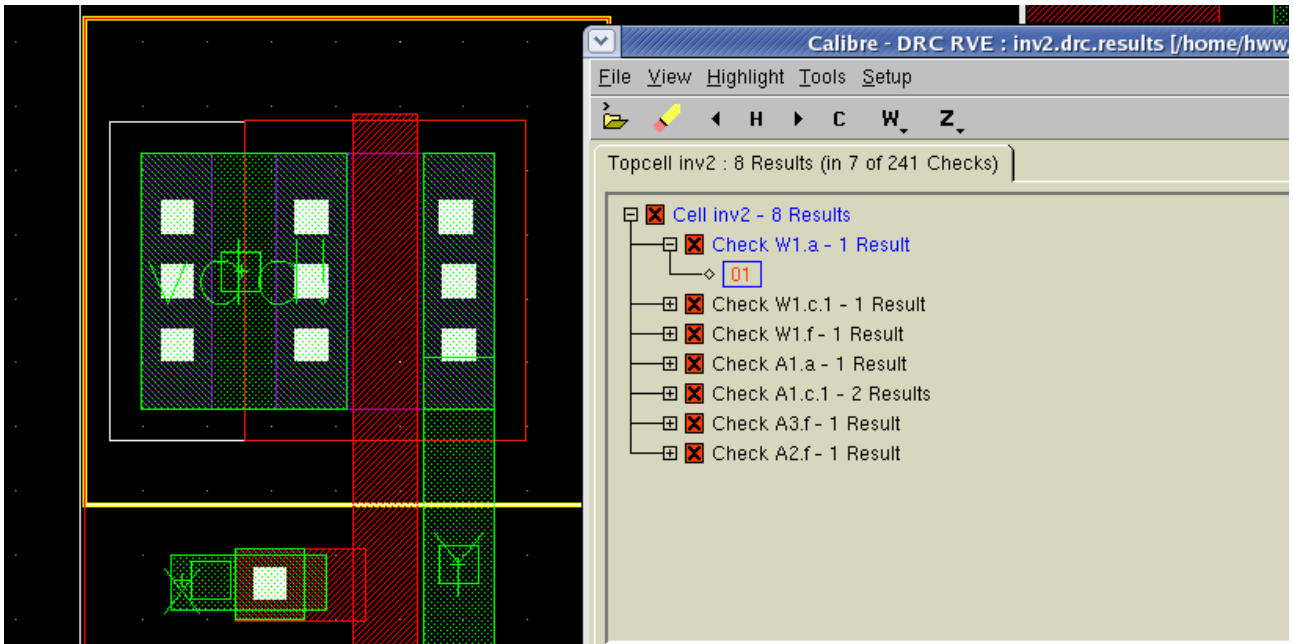 Calibre - DRC RVE : inv2.drc.results [/home/hww/
File View Highlight Tools Setup
H C W Z
Topcell inv2 : 8 Results (in 7 of 241 Checks)
Cell inv2 - 8 Results
Check W1.a - 1 Result
01
Check W1.c.1 - 1 Result
Check W1.f - 1 Result
Check A1.a - 1 Result
Check A1.c.1 - 2 Results
Check A3.f - 1 Result
Check A2.f - 1 Result
Vdd!
X
Y